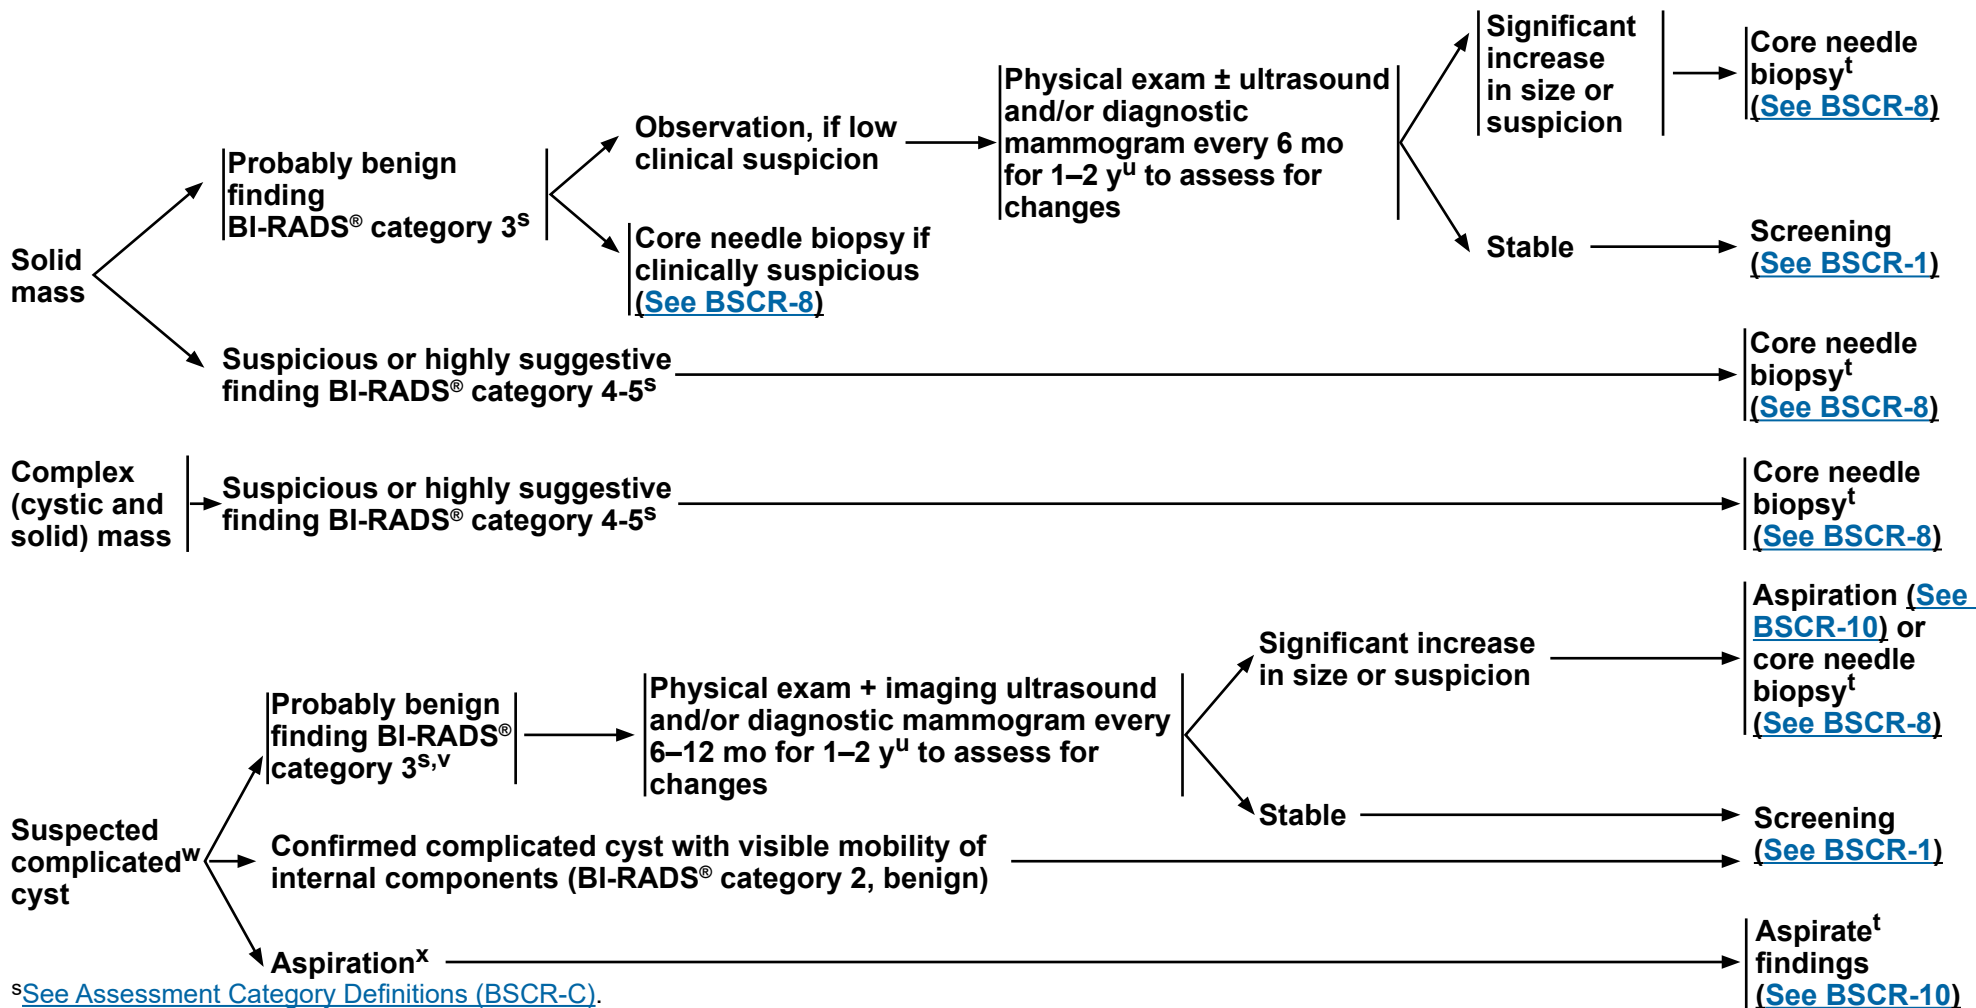 Solid
mass
Probably benign
finding
BI-RADS® category 3ˢ
Observation, if low
clinical suspicion
Core needle biopsy if
clinically suspicious
(See BSCR-8)
Physical exam ± ultrasound
and/or diagnostic
mammogram every 6 mo
for 1–2 yᵘ to assess for
changes
Significant
increase
in size or
suspicion
Core needle
biopsyᵗ
(See BSCR-8)
Stable
Screening
(See BSCR-1)
Suspicious or highly suggestive
finding BI-RADS® category 4-5ˢ
Core needle
biopsyᵗ
(See BSCR-8)
Complex
(cystic and
solid) mass
Suspicious or highly suggestive
finding BI-RADS® category 4-5ˢ
Core needle
biopsyᵗ
(See BSCR-8)
Suspected
complicatedʷ
cyst
Probably benign
finding BI-RADS®
category 3ˢ,ᵛ
Physical exam + imaging ultrasound
and/or diagnostic mammogram every
6–12 mo for 1–2 yᵘ to assess for
changes
Significant increase
in size or suspicion
Aspiration (See
BSCR-10) or
core needle
biopsyᵗ
(See BSCR-8)
Stable
Screening
(See BSCR-1)
Confirmed complicated cyst with visible mobility of
internal components (BI-RADS® category 2, benign)
Aspirationˣ
Aspirateᵗ
findings
(See BSCR-10)
ˢSee Assessment Category Definitions (BSCR-C).